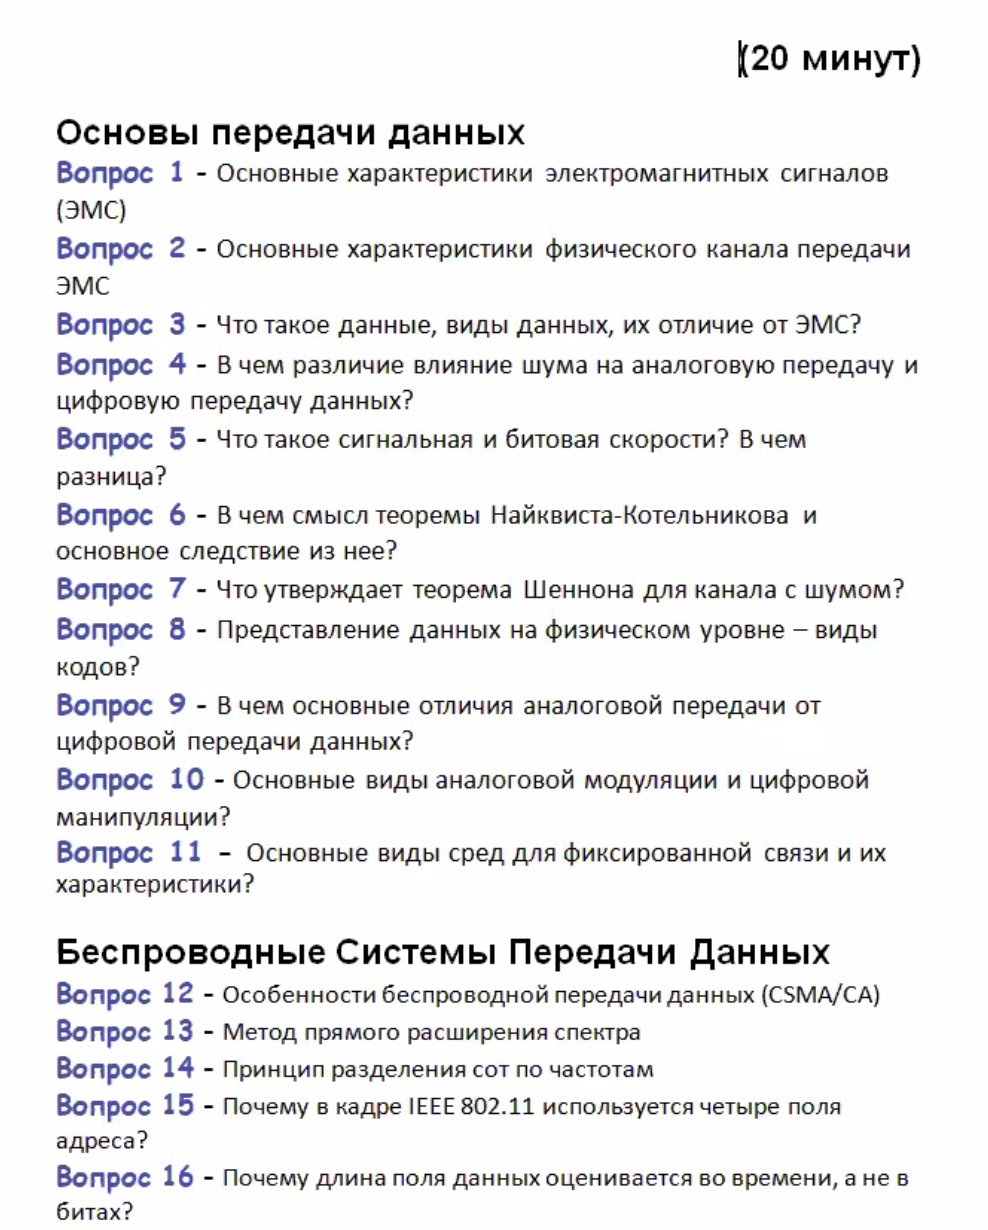 (20 минут)
Основы передачи данных
Вопрос 1 - Основные характеристики электромагнитных сигналов
(ЭМС)
Вопрос 2 - Основные характеристики физического канала передачи
ЭМС
Вопрос 3 - Что такое данные, виды данных, их отличие от ЭМС?
Вопрос 4 - В чем различие влияние шума на аналоговую передачу и
цифровую передачу данных?
Вопрос 5 - Что такое сигнальная и битовая скорости? В чем
разница?
Вопрос 6 - В чем смысл теоремы Найквиста-Котельникова и
основное следствие из нее?
Вопрос 7 - Что утверждает теорема Шеннона для канала с шумом?
Вопрос 8 - Представление данных на физическом уровне – виды
кодов?
Вопрос 9 - В чем основные отличия аналоговой передачи от
цифровой передачи данных?
Вопрос 10 - Основные виды аналоговой модуляции и цифровой
манипуляции?
Вопрос 11 – Основные виды сред для фиксированной связи и их
характеристики?
Беспроводные Системы Передачи Данных
Вопрос 12 - Особенности беспроводной передачи данных (CSMA/CA)
Вопрос 13 - Метод прямого расширения спектра
Вопрос 14 - Принцип разделения сот по частотам
Вопрос 15 - Почему в кадре IEEE 802.11 используется четыре поля
адреса?
Вопрос 16 - Почему длина поля данных оценивается во времени, а не в
битах?